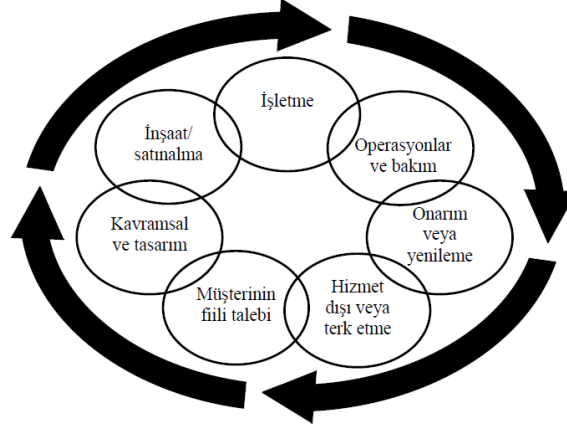 İşletme
Operasyonlar
ve bakım
Onarım
veya
yenileme
Hizmet
dışı veya
terk etme
Müşterinin
fiili talebi
Kavramsal
ve tasarım
İnşaat/
satınalma